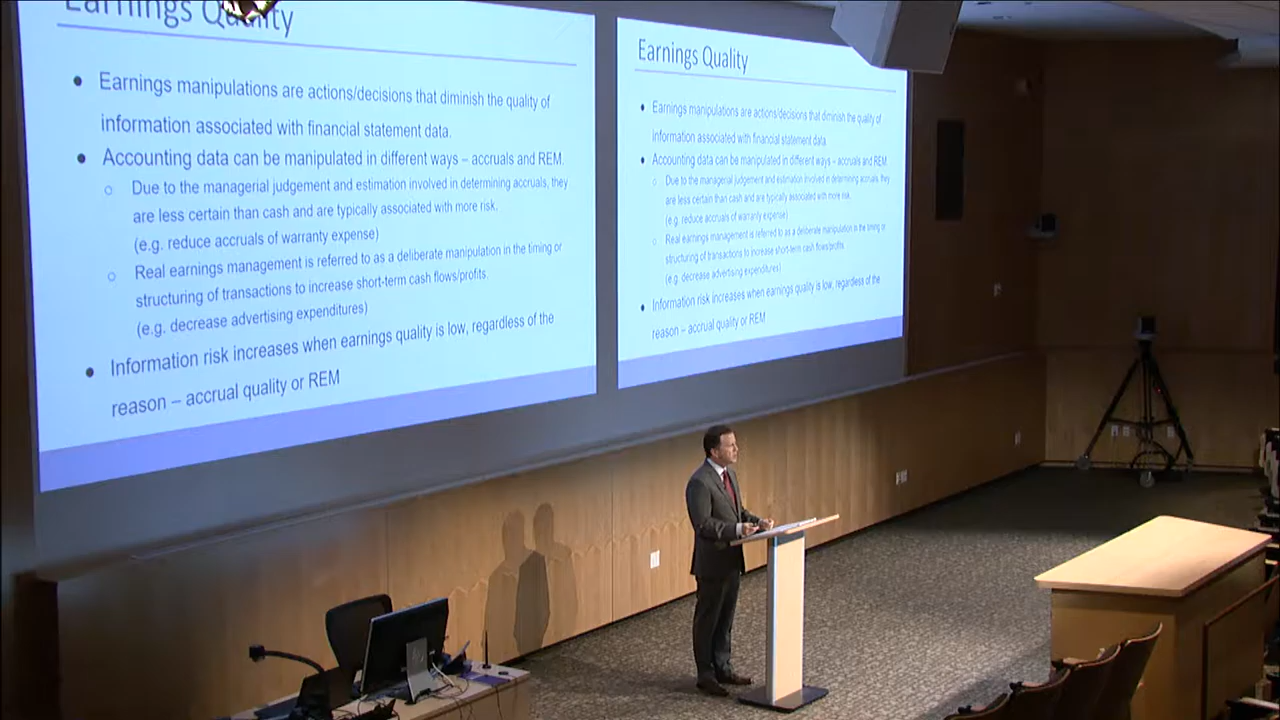 Earnings Quality
Earnings manipulations are actions/decisions that diminish the quality of
information associated with financial statement data.
Accounting data can be manipulated in different ways – accruals and REM.
Due to the managerial judgement and estimation involved in determining accruals, they
are less certain than cash and are typically associated with more risk.
(e.g. reduce accruals of warranty expense)
Real earnings management is referred to as a deliberate manipulation in the timing or
structuring of transactions to increase short-term cash flows/profits.
(e.g. decrease advertising expenditures)
Information risk increases when earnings quality is low, regardless of the
reason – accrual quality or REM
Earnings Quality
Earnings manipulations are actions/decisions that diminish the quality of
information associated with financial statement data.
Accounting data can be manipulated in different ways – accruals and REM.
Due to the managerial judgement and estimation involved in determining accruals, they
are less certain than cash and are typically associated with more risk.
(e.g. reduce accruals of warranty expense)
Real earnings management is referred to as a deliberate manipulation in the timing or
structuring of transactions to increase short-term cash flows/profits.
(e.g. decrease advertising expenditures)
Information risk increases when earnings quality is low, regardless of the
reason – accrual quality or REM